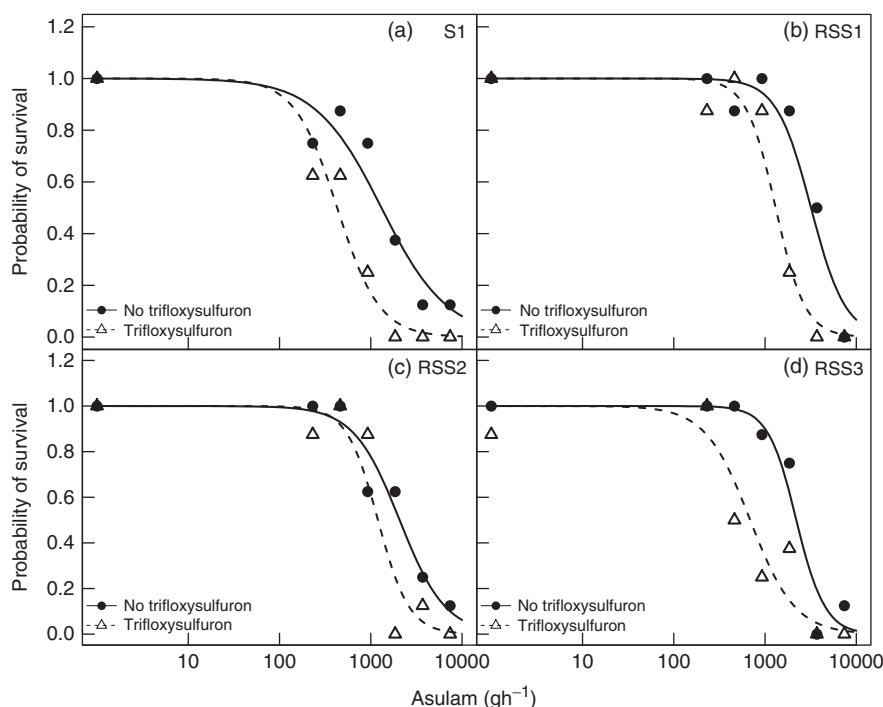 (a) S1
(b) RSS1
Probability of survival
1.2
1.0
0.8
0.6
0.4
0.2
0.0
No trifloxysulfuron
Trifloxysulfuron
No trifloxysulfuron
Trifloxysulfuron
(c) RSS2
(d) RSS3
Probability of survival
1.2
1.0
0.8
0.6
0.4
0.2
0.0
No trifloxysulfuron
Trifloxysulfuron
No trifloxysulfuron
Trifloxysulfuron
10 100 1000 10000 10 100 1000 10000
Asulam (gh⁻¹)